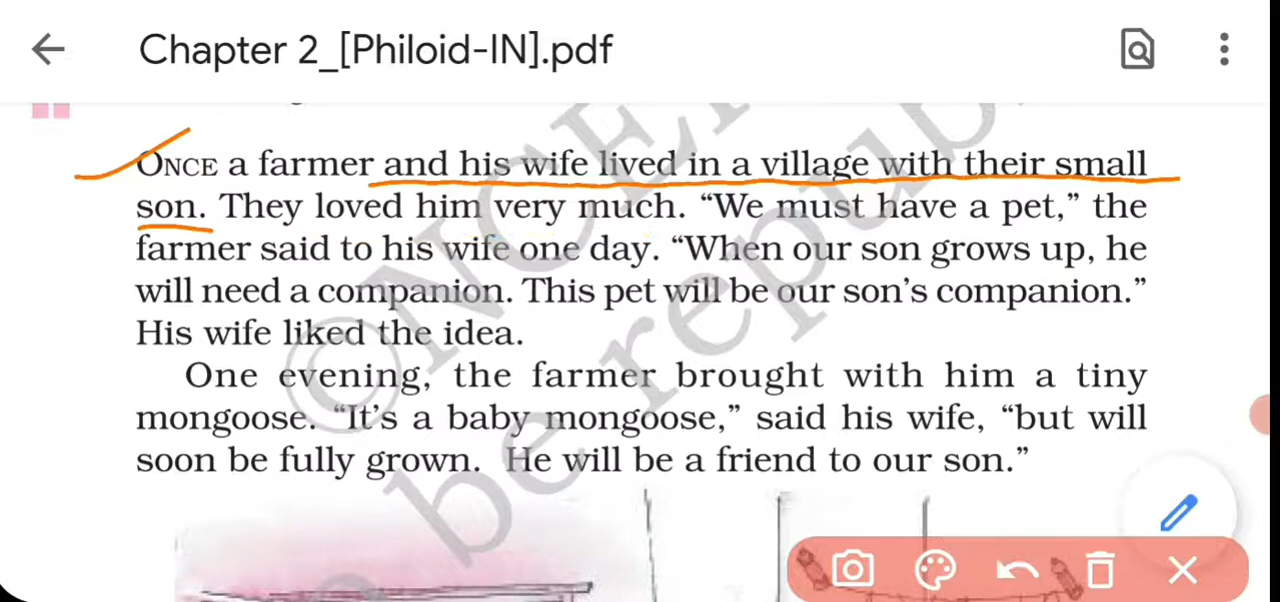 Chapter 2_[Philoid-IN].pdf
ONCE a farmer and his wife lived in a village with their small
son. They loved him very much. “We must have a pet,” the
farmer said to his wife one day. “When our son grows up, he
will need a companion. This pet will be our son’s companion.”
His wife liked the idea.
One evening, the farmer brought with him a tiny
mongoose. “It’s a baby mongoose,” said his wife, “but will
soon be fully grown. He will be a friend to our son.”
©NCER
be repub